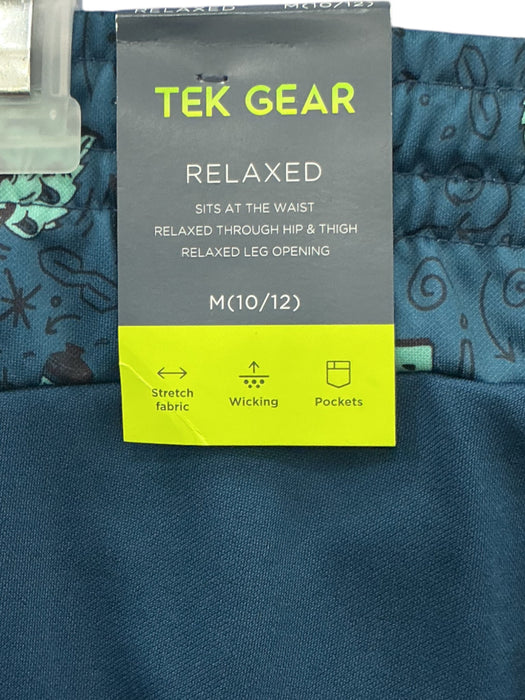 RELAXED
M(10/12)
TEK GEAR
RELAXED
SITS AT THE WAIST
RELAXED THROUGH HIP & THIGH
RELAXED LEG OPENING
M(10/12)
Stretch
fabric
Wicking
Pockets